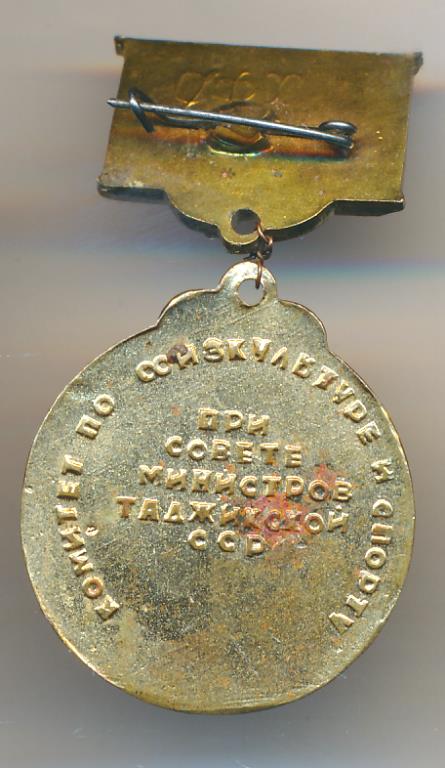 КОМИТЕТ ПО ФИЗКУЛЬТУРЕ И СПОРТУ
ПРИ
СОВЕТЕ
МИНИСТРОВ
ТАДЖИКСКОЙ
ССР